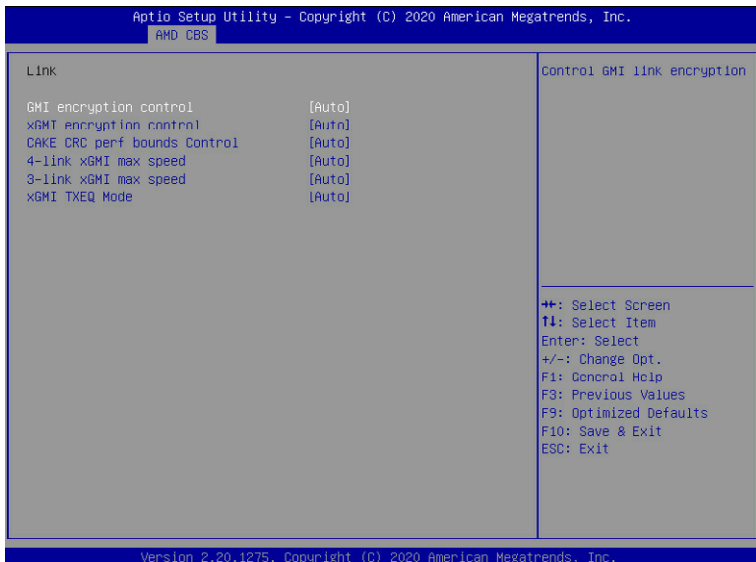 Aptio Setup Utility – Copyright (C) 2020 American Megatrends, Inc.
AMD CBS
Link
GMI encryption control [Auto]
xGMI encryption control [Auto]
CAKE CRC perf bounds Control [Auto]
4-link xGMI max speed [Auto]
3-link xGMI max speed [Auto]
xGMI TXEQ Mode [Auto]
Control GMI link encryption
→←: Select Screen
↑↓: Select Item
Enter: Select
+/-: Change Opt.
F1: General Help
F3: Previous Values
F9: Optimized Defaults
F10: Save & Exit
ESC: Exit
Version 2.20.1275. Copyright (C) 2020 American Megatrends, Inc.